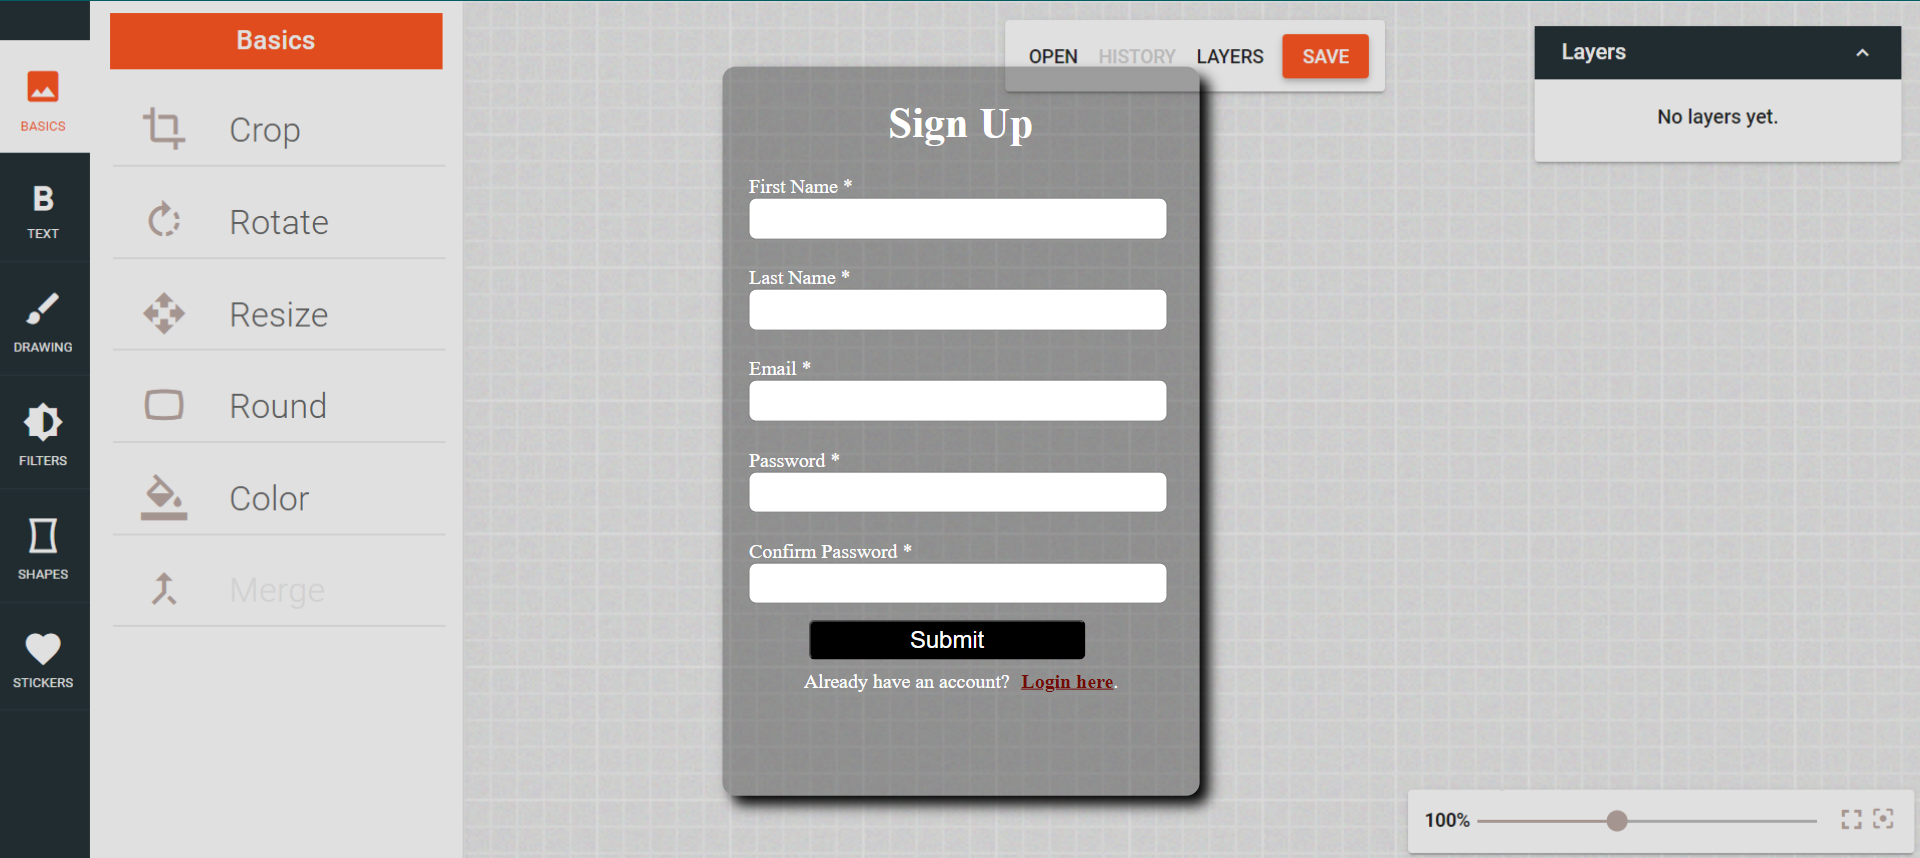 BASICS
TEXT
DRAWING
FILTERS
SHAPES
STICKERS
Basics
Crop
Rotate
Resize
Round
Color
Merge
OPEN HISTORY LAYERS SAVE
Sign Up
First Name *
Last Name *
Email *
Password *
Confirm Password *
Submit
Already have an account? Login here.
Layers
No layers yet.
100%